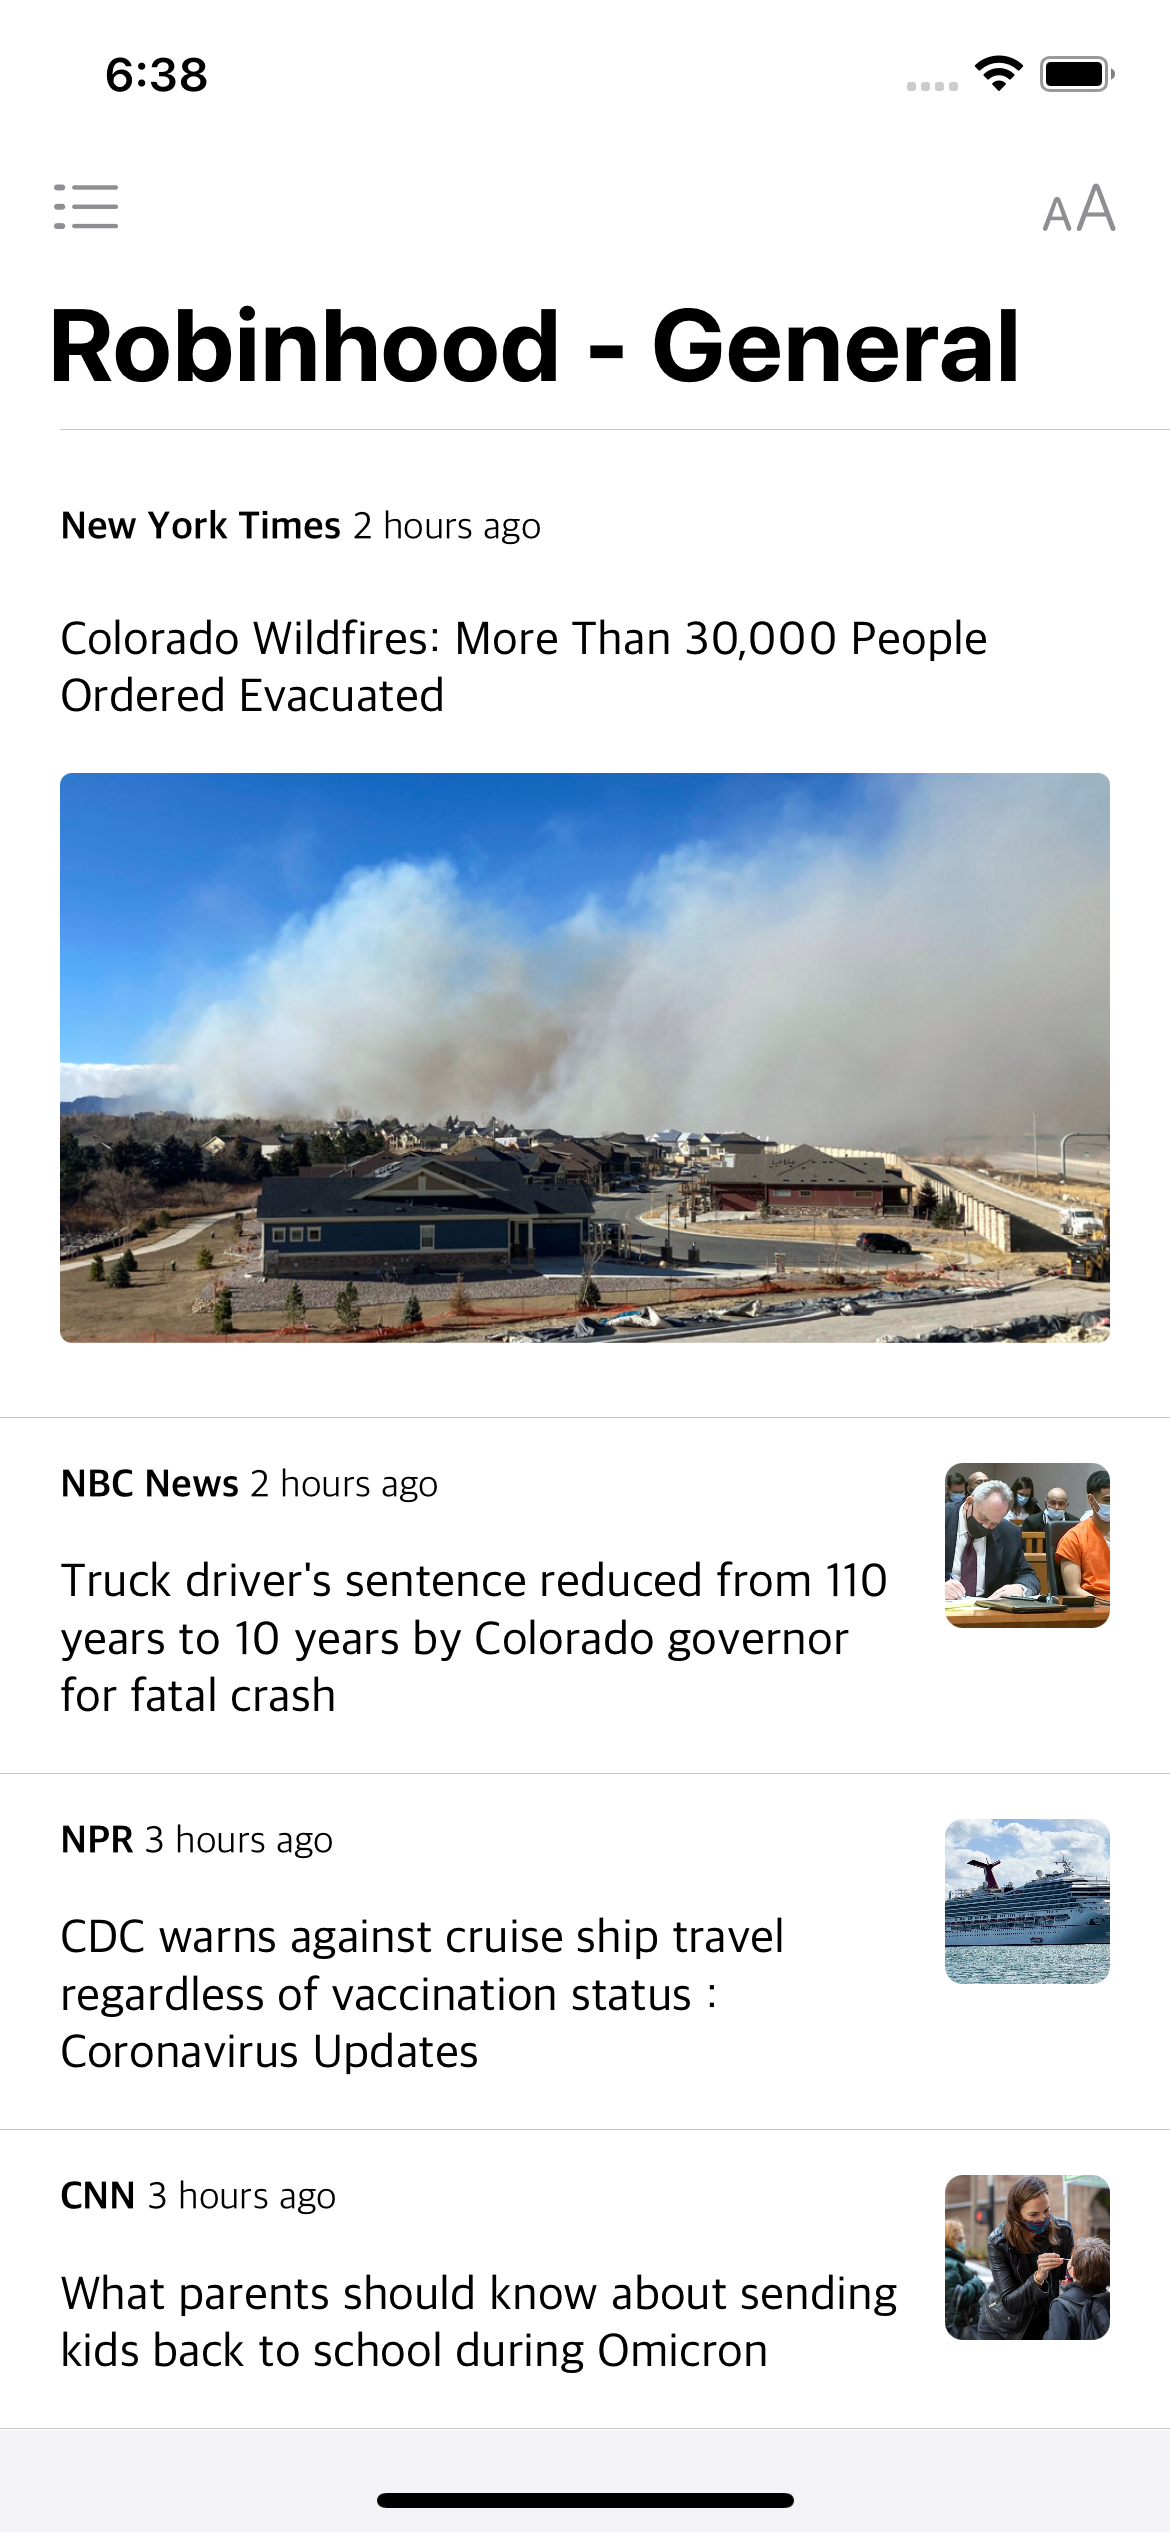 6:38
AA
Robinhood - General
New York Times 2 hours ago
Colorado Wildfires: More Than 30,000 People
Ordered Evacuated
NBC News 2 hours ago
Truck driver's sentence reduced from 110
years to 10 years by Colorado governor
for fatal crash
NPR 3 hours ago
CDC warns against cruise ship travel
regardless of vaccination status :
Coronavirus Updates
CNN 3 hours ago
What parents should know about sending
kids back to school during Omicron